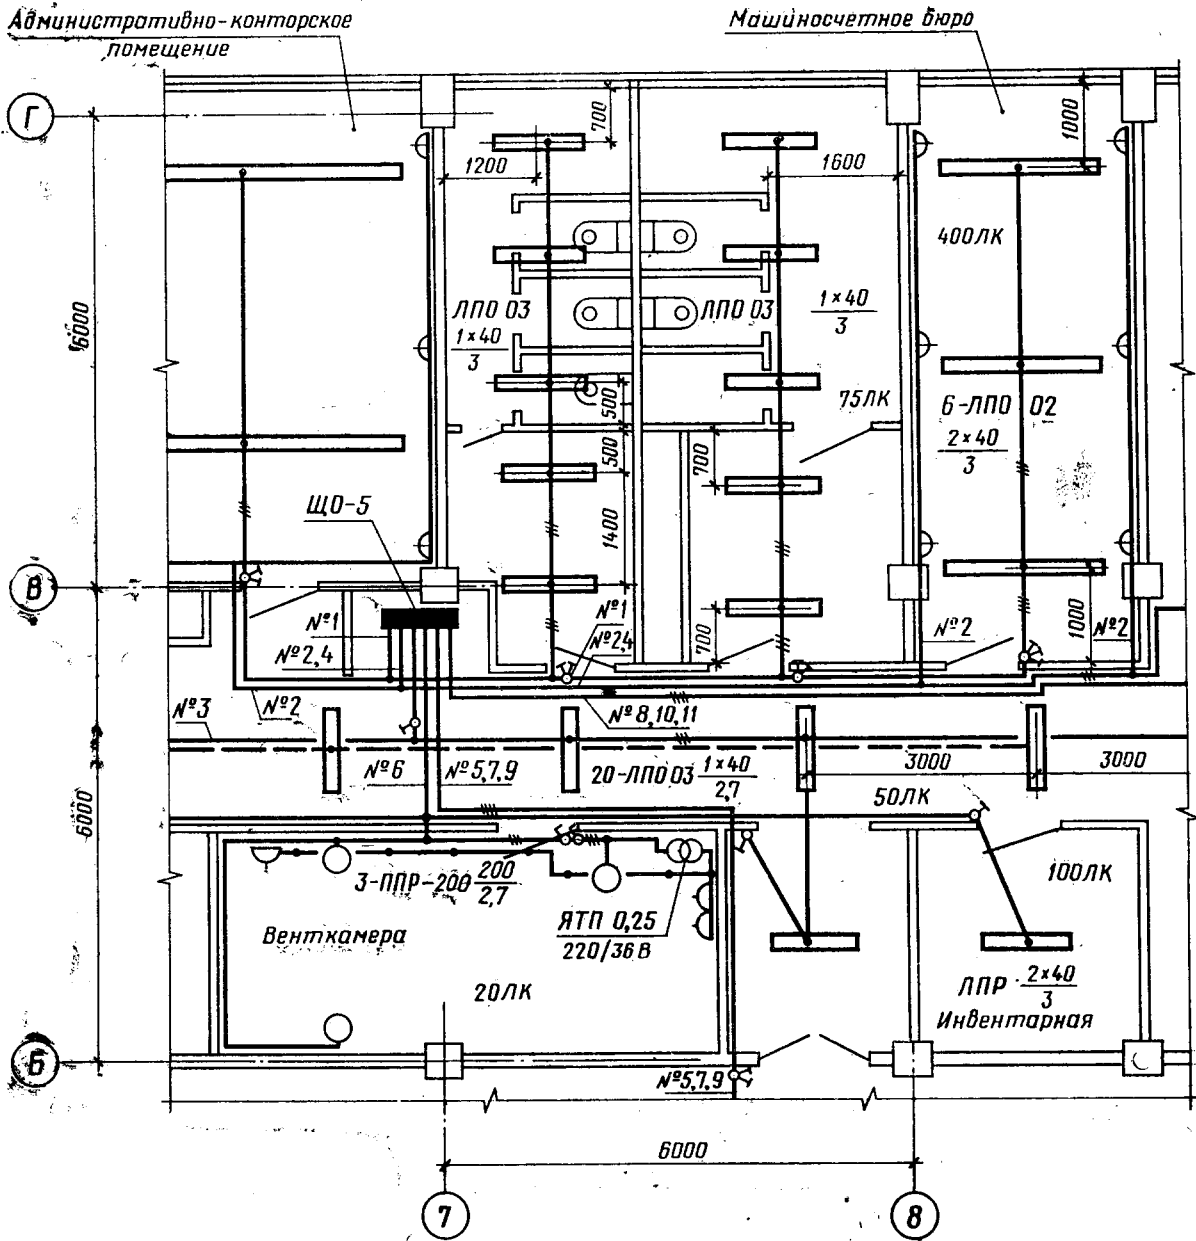 Административно-конторское
помещение
Машиносчетное бюро
Г
700
1000
1200
1600
400ЛК
6000
ЛПО 03
1×40
3
ЛПО 03
1×40
3
75ЛК
6-ЛПО 02
2×40
3
500
500
700
1400
ЩО-5
В
№1
№2,4
№1
№2,4
700
№2
1000
№2
№3
№2
№8,10,11
№6
№5,7,9
20-ЛПО 03 1×40
2,7
3000
3000
6000
50ЛК
3-ППР-200 200
2,7
100ЛК
ЯТП 0,25
220/36В
Венткамера
20ЛК
ЛПР 2×40
3
Инвентарная
Б
№5,7,9
6000
7
8